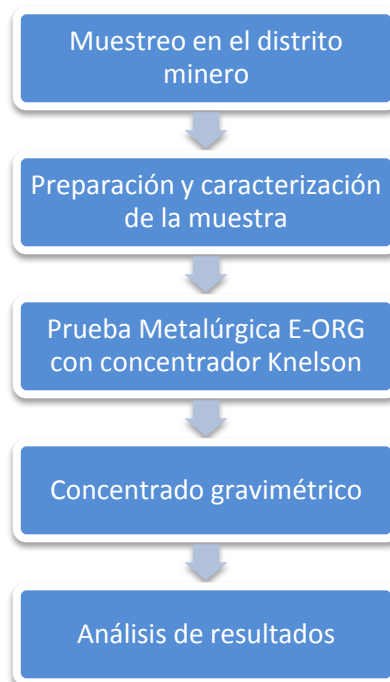 Muestreo en el distrito
minero
Preparación y caracterización
de la muestra
Prueba Metalúrgica E-ORG
con concentrador Knelson
Concentrado gravimétrico
Análisis de resultados